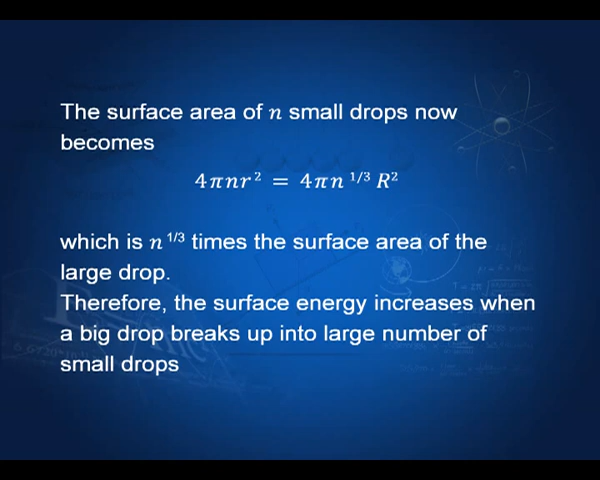 The surface area of n small drops now
becomes
4πnr² = 4πn^1/3 R²
which is n^1/3 times the surface area of the
large drop.
Therefore, the surface energy increases when
a big drop breaks up into large number of
small drops